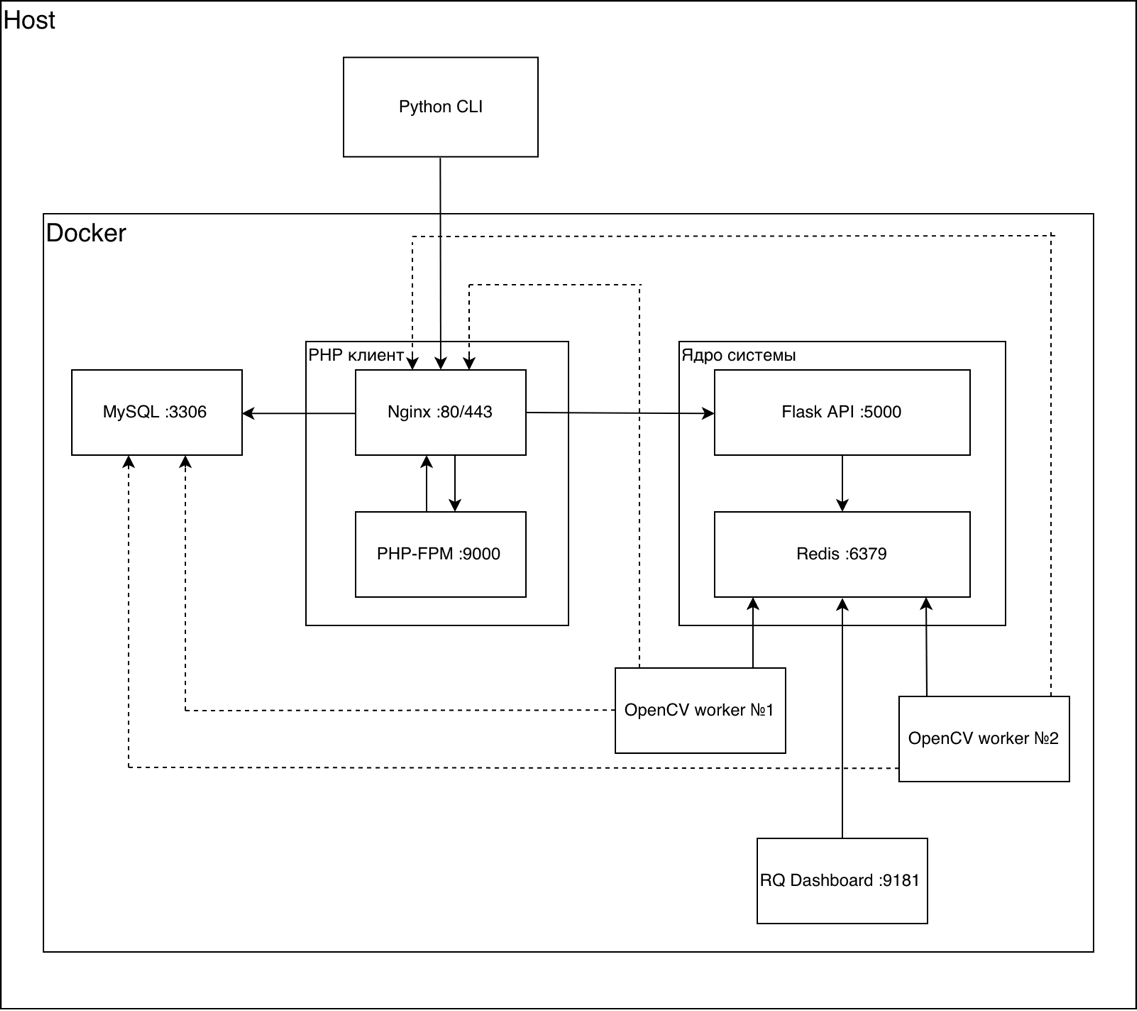 Host
Python CLI
Docker
PHP клиент
Ядро системы
MySQL :3306
Nginx :80/443
Flask API :5000
PHP-FPM :9000
Redis :6379
OpenCV worker №1
OpenCV worker №2
RQ Dashboard :9181